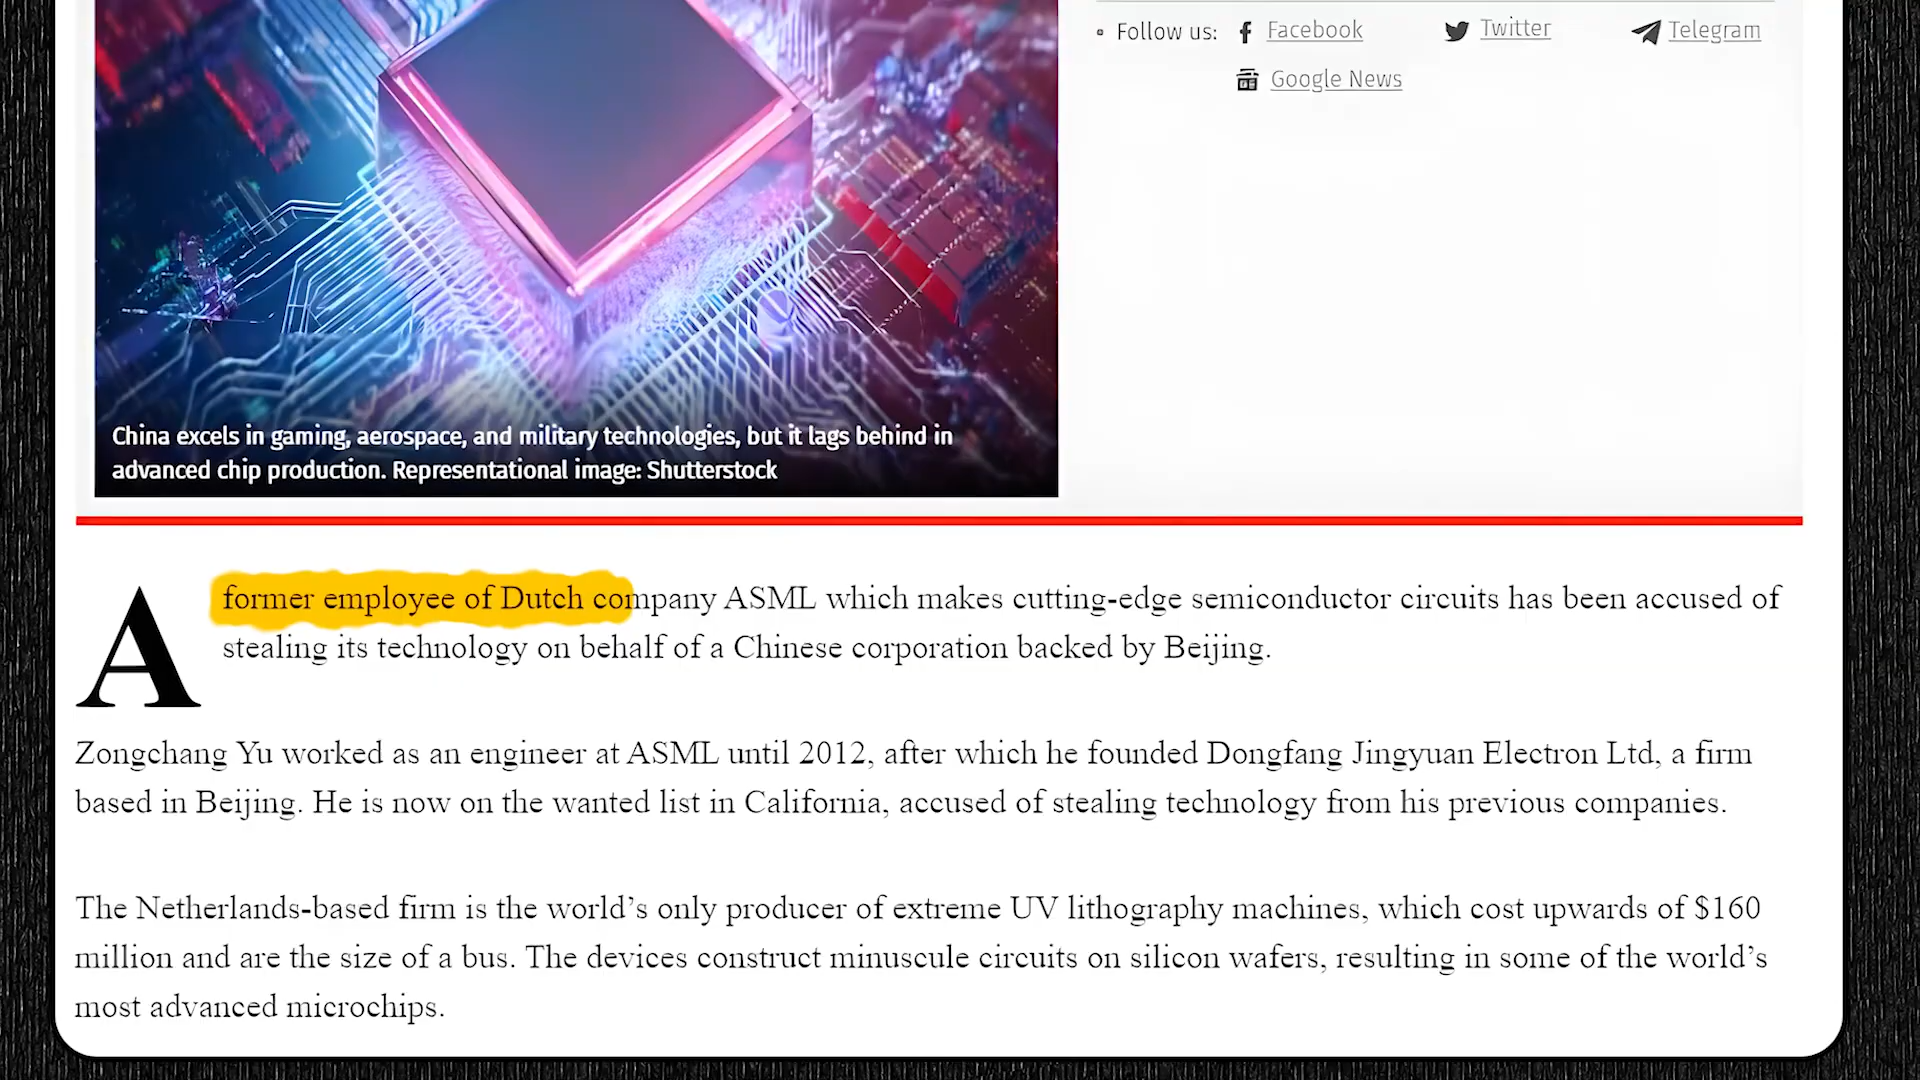 Follow us: Facebook Twitter Telegram
Google News
China excels in gaming, aerospace, and military technologies, but it lags behind in
advanced chip production. Representational image: Shutterstock
A former employee of Dutch company ASML which makes cutting-edge semiconductor circuits has been accused of
stealing its technology on behalf of a Chinese corporation backed by Beijing.
Zongchang Yu worked as an engineer at ASML until 2012, after which he founded Dongfang Jingyuan Electron Ltd, a firm
based in Beijing. He is now on the wanted list in California, accused of stealing technology from his previous companies.
The Netherlands-based firm is the world’s only producer of extreme UV lithography machines, which cost upwards of $160
million and are the size of a bus. The devices construct minuscule circuits on silicon wafers, resulting in some of the world’s
most advanced microchips.